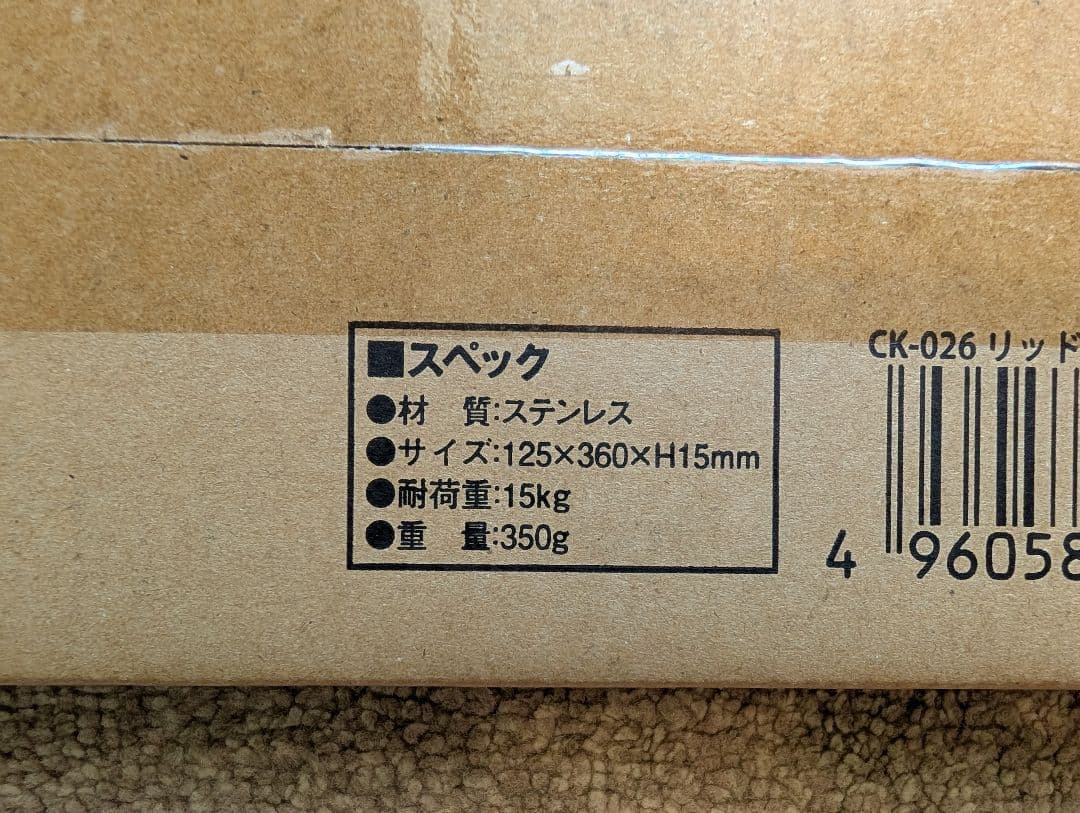 ■スペック
●材　質:ステンレス
●サイズ:125×360×H15mm
●耐荷重:15kg
●重　量:350g
CK-026 リッド
4 96058